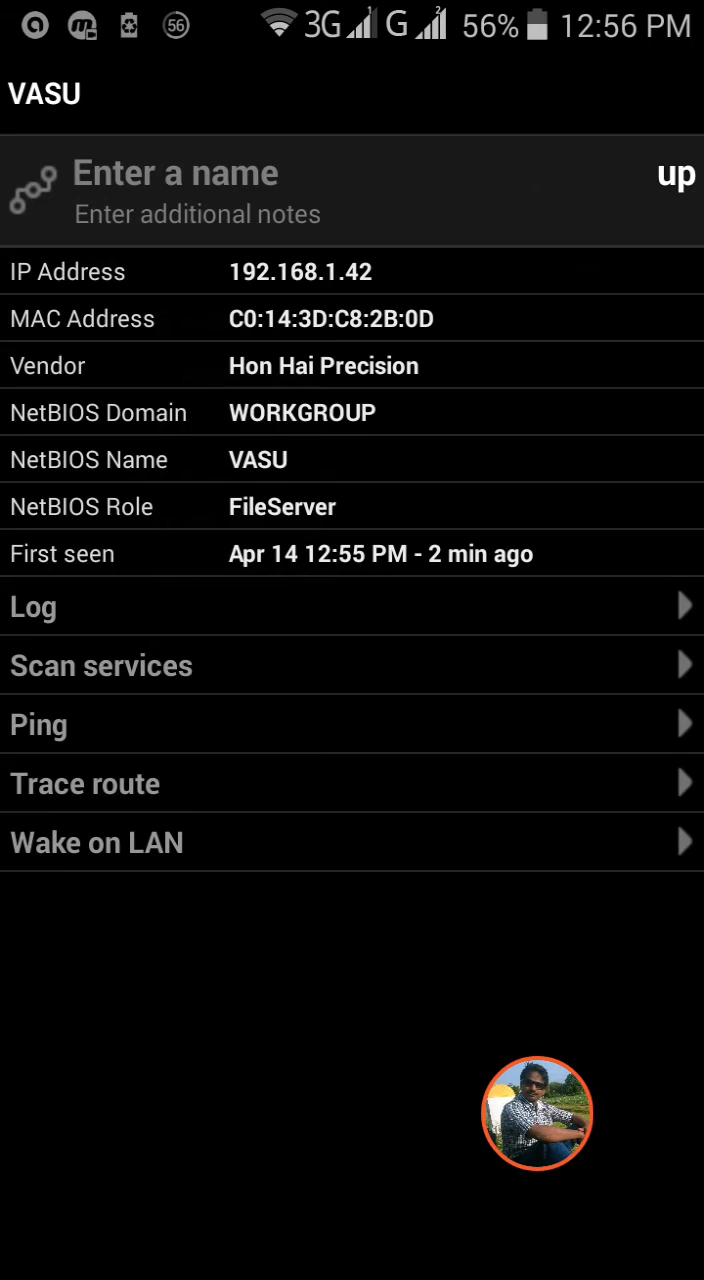 56 3G 1 G 2 56% 12:56 PM
VASU
Enter a name up
Enter additional notes
IP Address 192.168.1.42
MAC Address C0:14:3D:C8:2B:0D
Vendor Hon Hai Precision
NetBIOS Domain WORKGROUP
NetBIOS Name VASU
NetBIOS Role FileServer
First seen Apr 14 12:55 PM - 2 min ago
Log
Scan services
Ping
Trace route
Wake on LAN